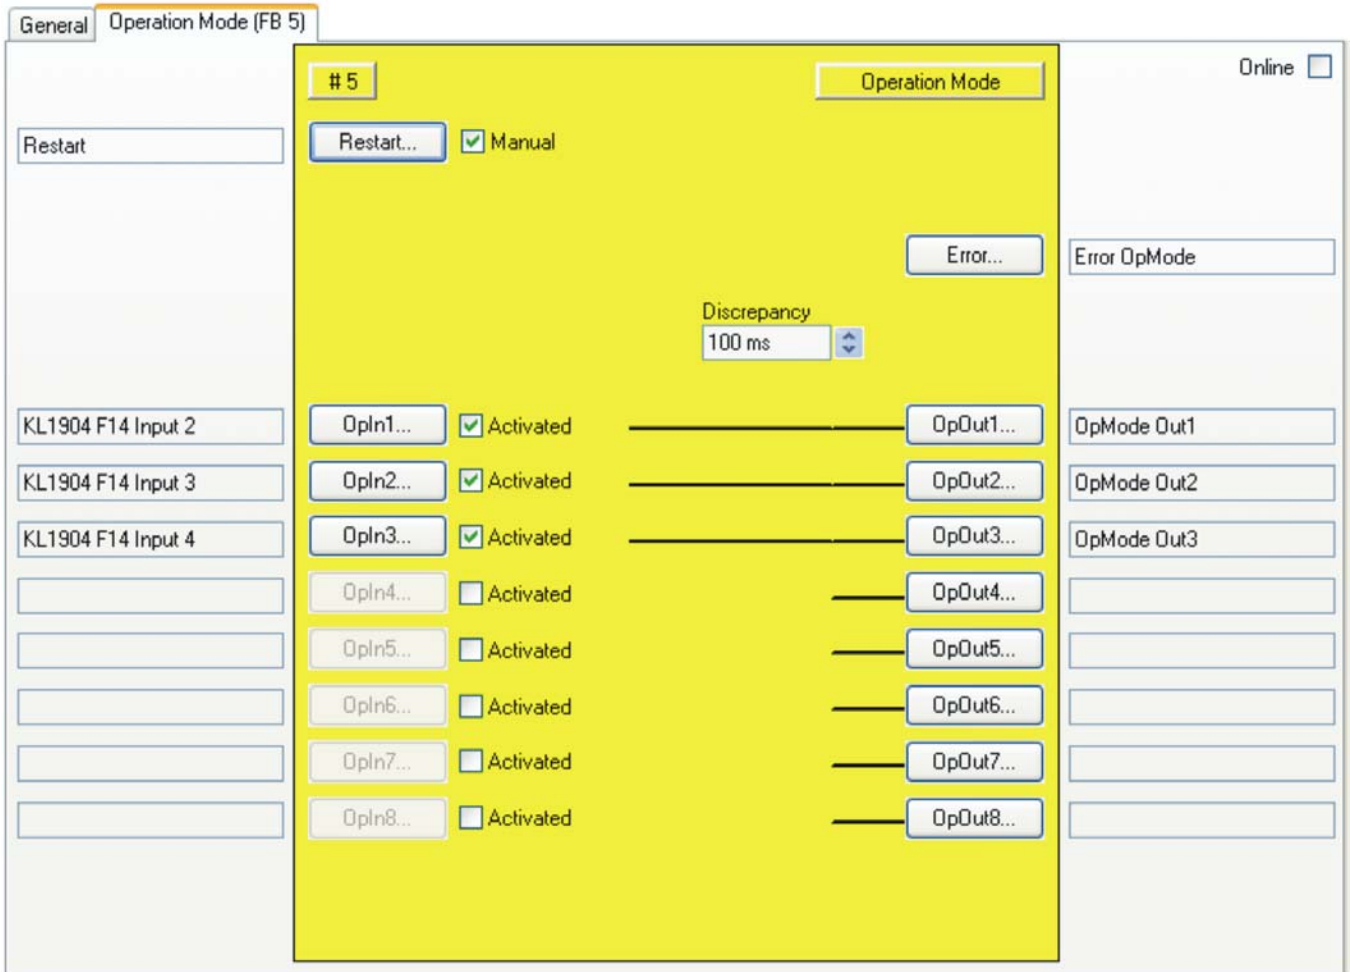 General Operation Mode (FB 5)
# 5 Operation Mode Online
Restart Restart... Manual
Error... Error OpMode
Discrepancy
100 ms
KL1904 F14 Input 2 OpIn1... Activated OpOut1... OpMode Out1
KL1904 F14 Input 3 OpIn2... Activated OpOut2... OpMode Out2
KL1904 F14 Input 4 OpIn3... Activated OpOut3... OpMode Out3
OpIn4... Activated OpOut4...
OpIn5... Activated OpOut5...
OpIn6... Activated OpOut6...
OpIn7... Activated OpOut7...
OpIn8... Activated OpOut8...